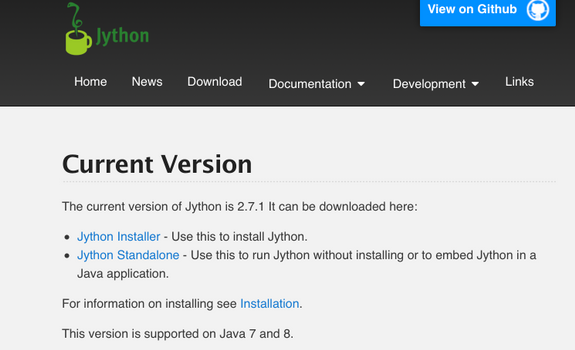 View on Github
Jython
Home News Download Documentation Development Links
Current Version
The current version of Jython is 2.7.1 It can be downloaded here:
Jython Installer - Use this to install Jython.
Jython Standalone - Use this to run Jython without installing or to embed Jython in a
Java application.
For information on installing see Installation.
This version is supported on Java 7 and 8.